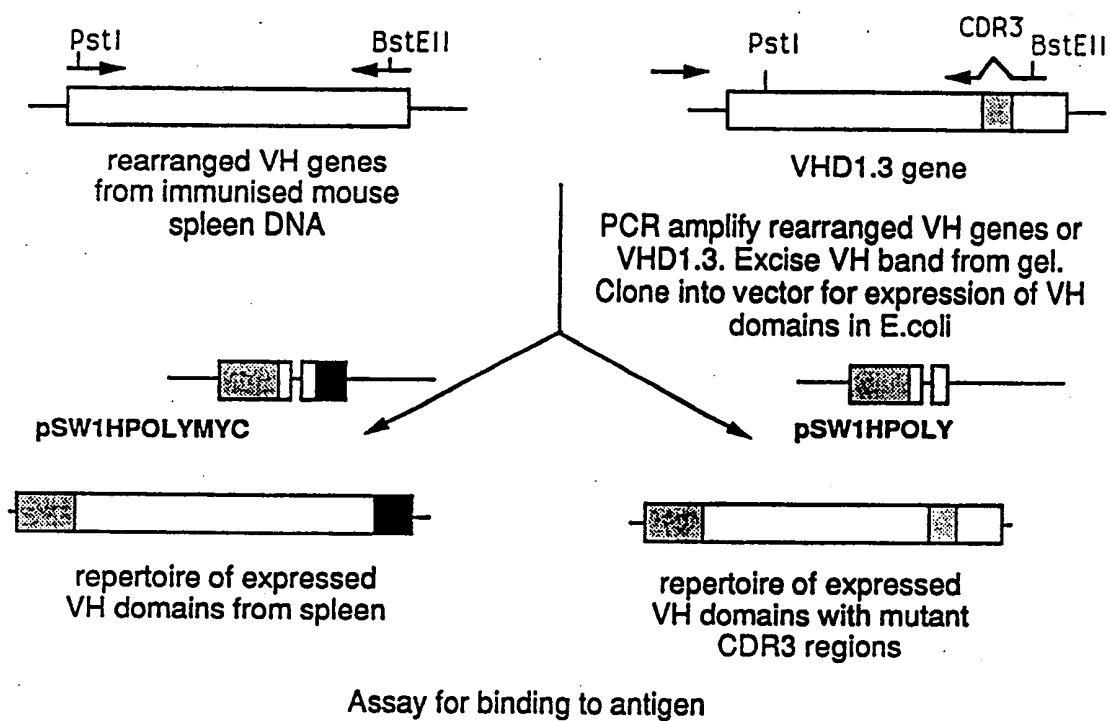 PstI
BstEII
rearranged VH genes
from immunised mouse
spleen DNA
PstI
CDR3
BstEII
VHD1.3 gene
PCR amplify rearranged VH genes or
VHD1.3. Excise VH band from gel.
Clone into vector for expression of VH
domains in E.coli
pSW1HPOLYMYC
pSW1HPOLY
repertoire of expressed
VH domains from spleen
repertoire of expressed
VH domains with mutant
CDR3 regions
Assay for binding to antigen